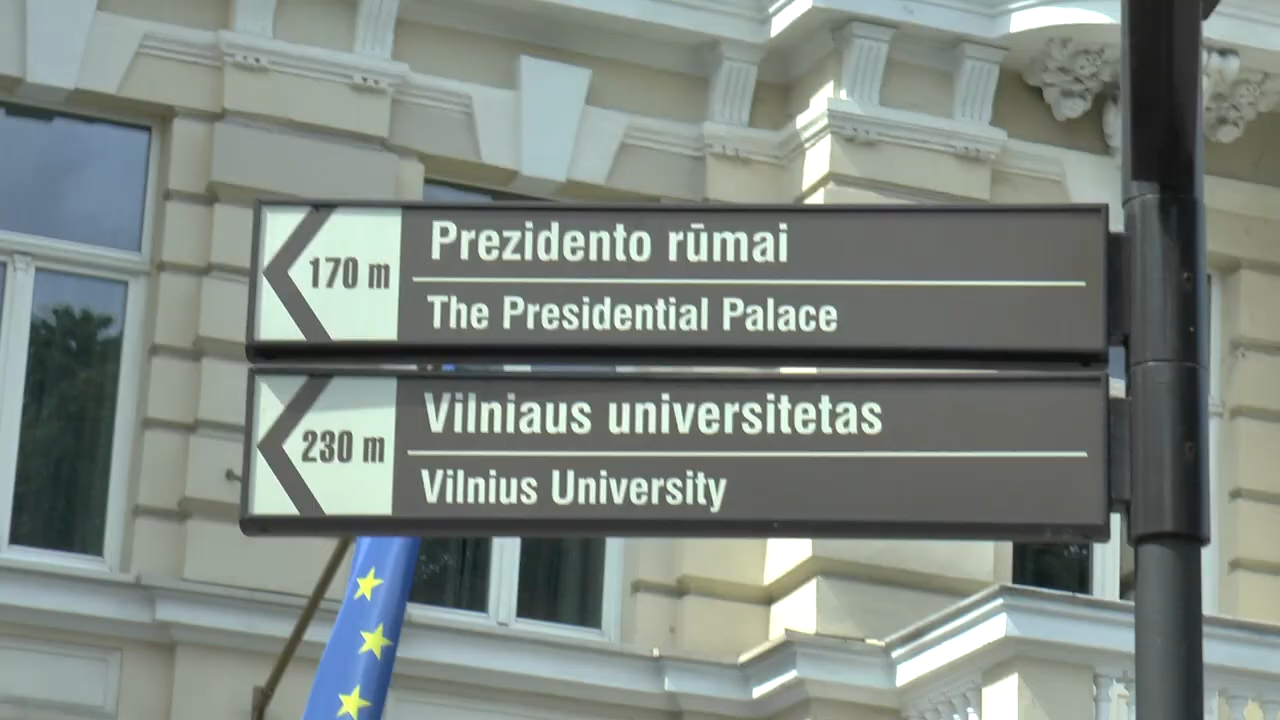 170 m
Prezidento rūmai
The Presidential Palace
230 m
Vilniaus universitetas
Vilnius University